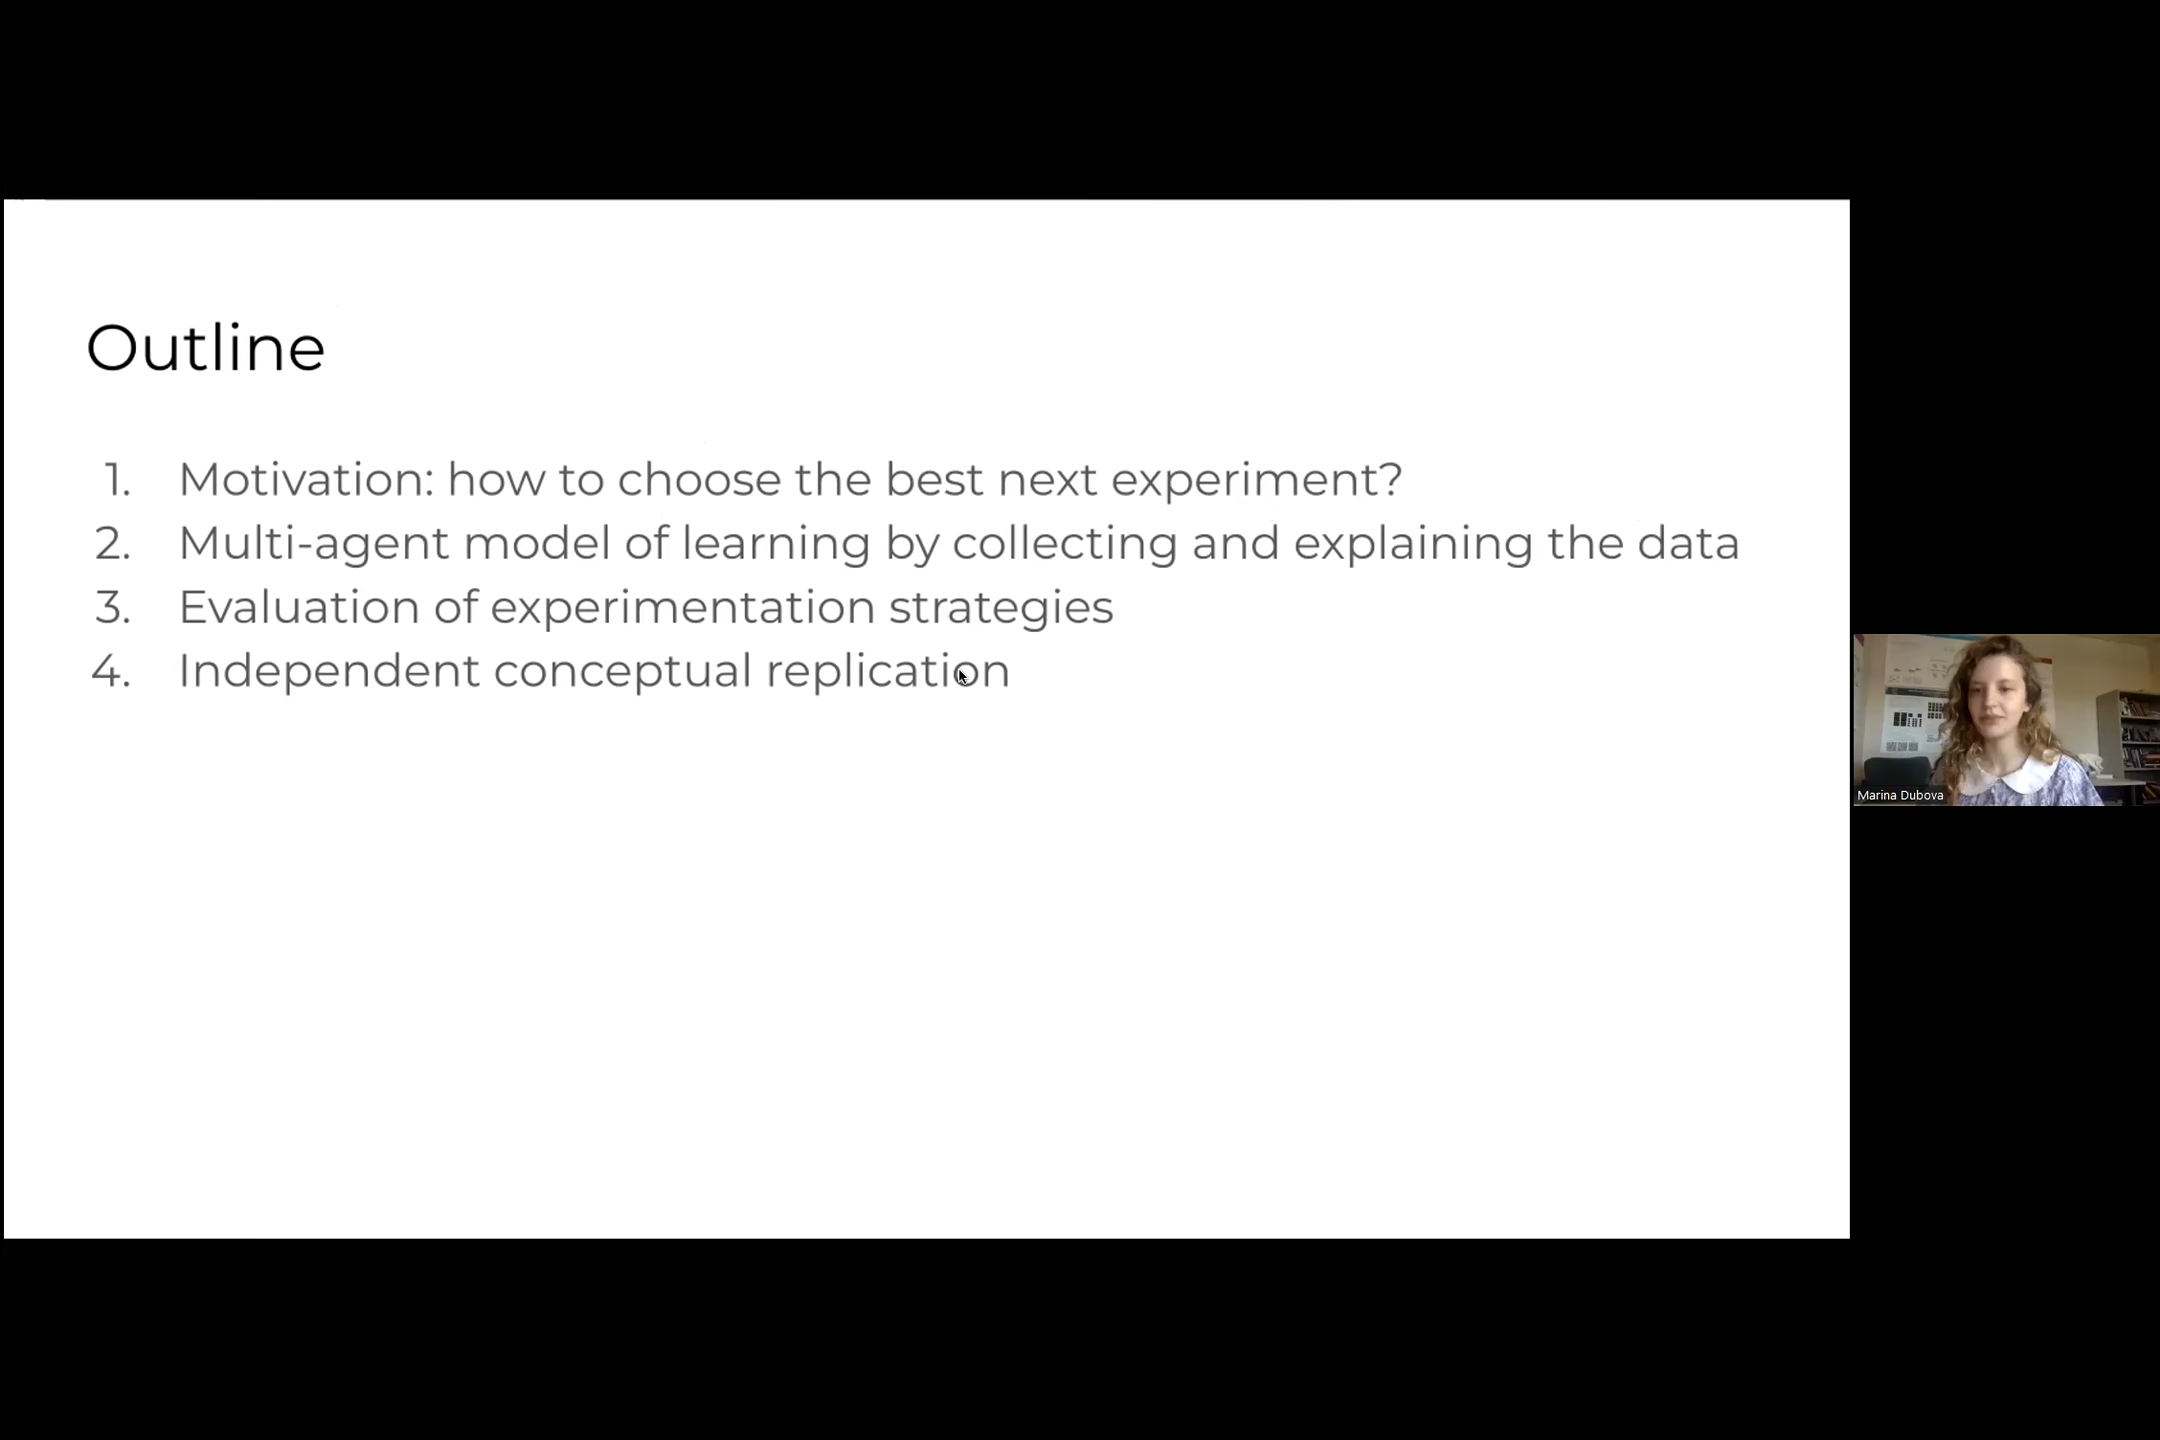 Outline
1. Motivation: how to choose the best next experiment?
2. Multi-agent model of learning by collecting and explaining the data
3. Evaluation of experimentation strategies
4. Independent conceptual replication
Marina Dubova